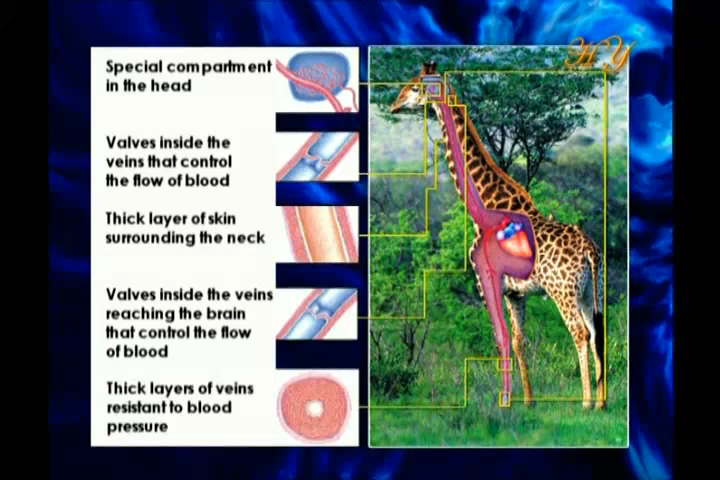 HY
Special compartment
in the head
Valves inside the
veins that control
the flow of blood
Thick layer of skin
surrounding the neck
Valves inside the veins
reaching the brain
that control the flow
of blood
Thick layers of veins
resistant to blood
pressure